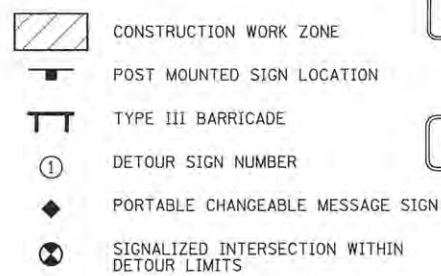 CONSTRUCTION WORK ZONE
POST MOUNTED SIGN LOCATION
TYPE III BARRICADE
1 DETOUR SIGN NUMBER
PORTABLE CHANGEABLE MESSAGE SIGN
SIGNALIZED INTERSECTION WITHIN
DETOUR LIMITS